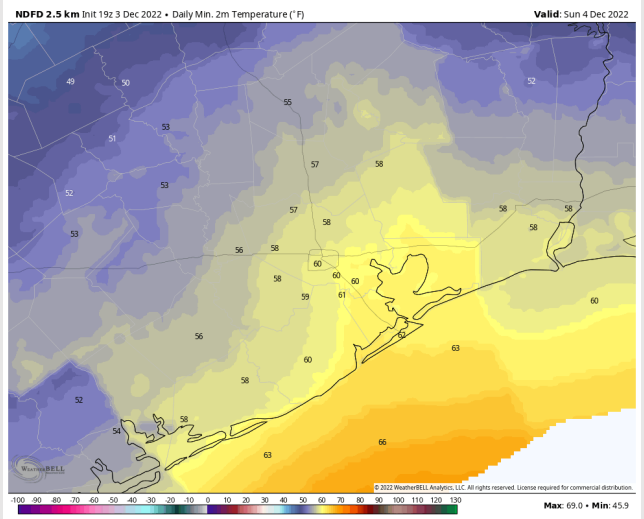 NDFD 2.5 km Init 19z 3 Dec 2022 • Daily Min. 2m Temperature (°F) Valid: Sun 4 Dec 2022
49 50 52
55
53
51
57 58
53
52
57 58 58
58 58
53 56 58
60
60 60
58 59 61
60
56 62
63
60
58
52
58
54
66
63
WEATHERBELL
© 2022 WeatherBELL Analytics, LLC. All rights reserved. License required for commercial distribution.
-100 -90 -80 -70 -60 -50 -40 -30 -20 -10 0 10 20 30 40 50 60 70 80 90 100 110 120 130
Max: 69.0 • Min: 45.9